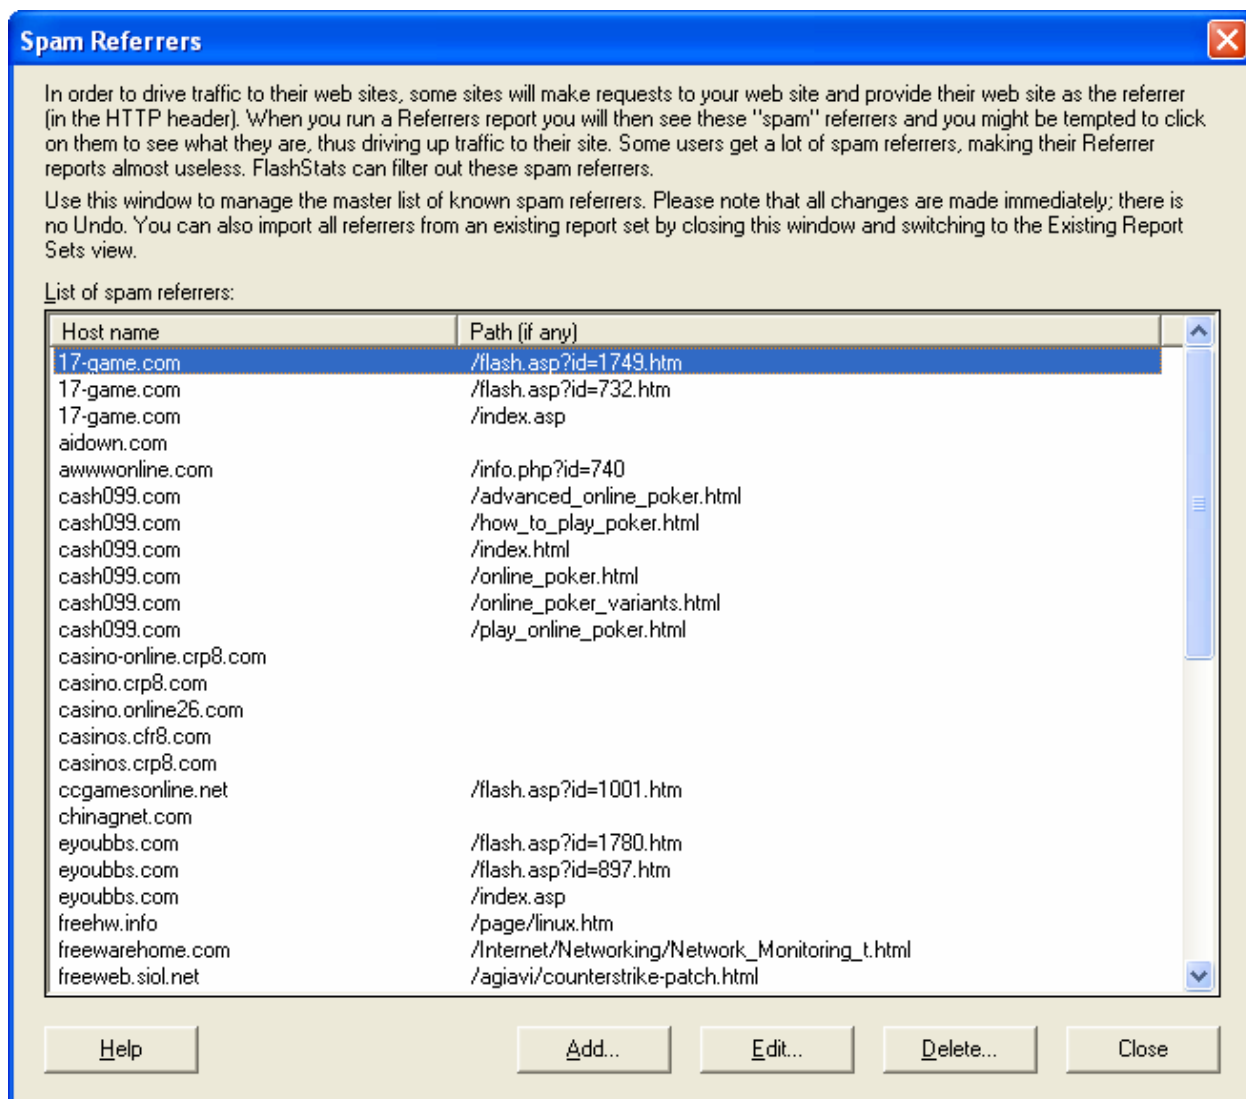 Spam Referrers
In order to drive traffic to their web sites, some sites will make requests to your web site and provide their web site as the referrer
(in the HTTP header). When you run a Referrers report you will then see these "spam" referrers and you might be tempted to click
on them to see what they are, thus driving up traffic to their site. Some users get a lot of spam referrers, making their Referrer
reports almost useless. FlashStats can filter out these spam referrers.
Use this window to manage the master list of known spam referrers. Please note that all changes are made immediately; there is
no Undo. You can also import all referrers from an existing report set by closing this window and switching to the Existing Report
Sets view.
List of spam referrers:
Host name Path (if any)
17-game.com /flash.asp?id=1749.htm
17-game.com /flash.asp?id=732.htm
17-game.com /index.asp
aidown.com
awwwonline.com /info.php?id=740
cash099.com /advanced_online_poker.html
cash099.com /how_to_play_poker.html
cash099.com /index.html
cash099.com /online_poker.html
cash099.com /online_poker_variants.html
cash099.com /play_online_poker.html
casino-online.crp8.com
casino.crp8.com
casino.online26.com
casinos.cfr8.com
casinos.crp8.com
ccgamesonline.net /flash.asp?id=1001.htm
chinagnet.com
eyoubbs.com /flash.asp?id=1780.htm
eyoubbs.com /flash.asp?id=897.htm
eyoubbs.com /index.asp
freehw.info /page/linux.htm
freewarehome.com /Internet/Networking/Network_Monitoring_t.html
freeweb.siol.net /agiavi/counterstrike-patch.html
Help Add... Edit... Delete... Close